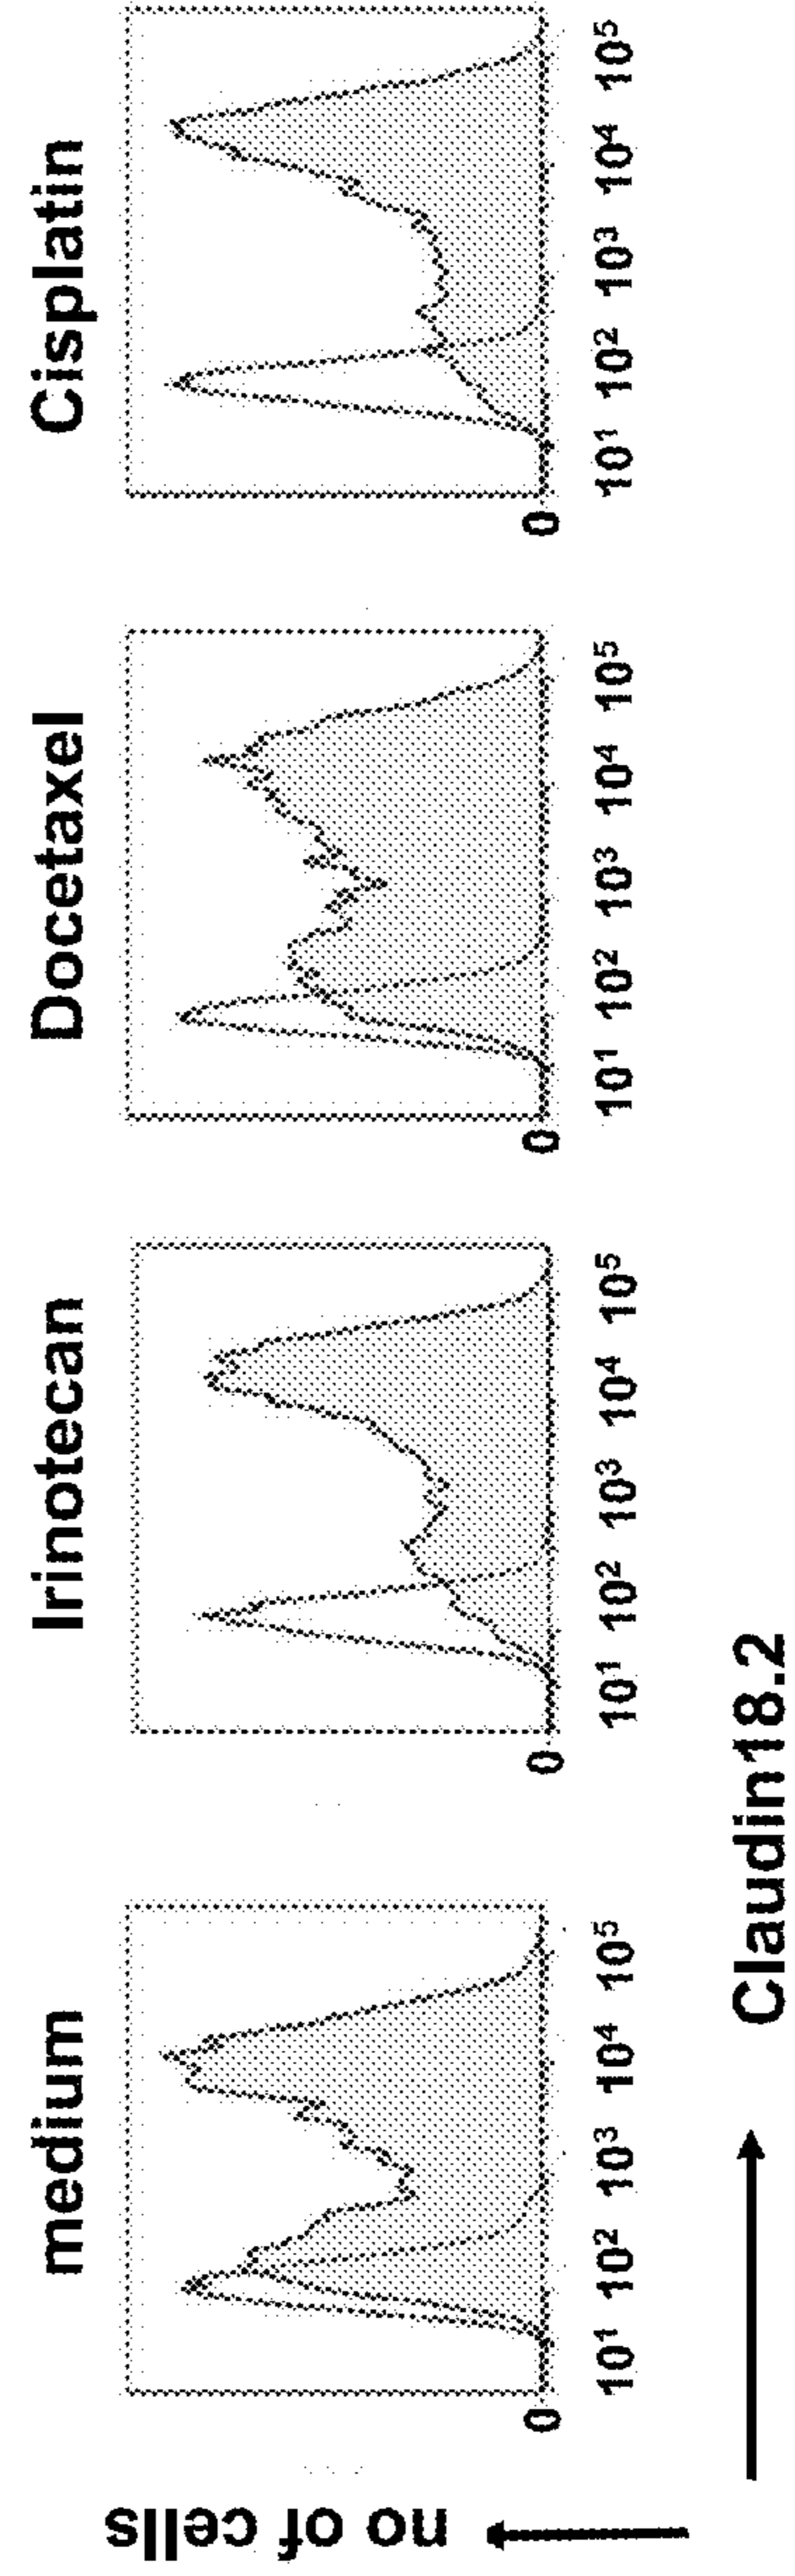 medium
Irinotecan
Docetaxel
Cisplatin
no of cells
0
10¹ 10² 10³ 10⁴ 10⁵
0
10¹ 10² 10³ 10⁴ 10⁵
0
10¹ 10² 10³ 10⁴ 10⁵
0
10¹ 10² 10³ 10⁴ 10⁵
Claudin18.2